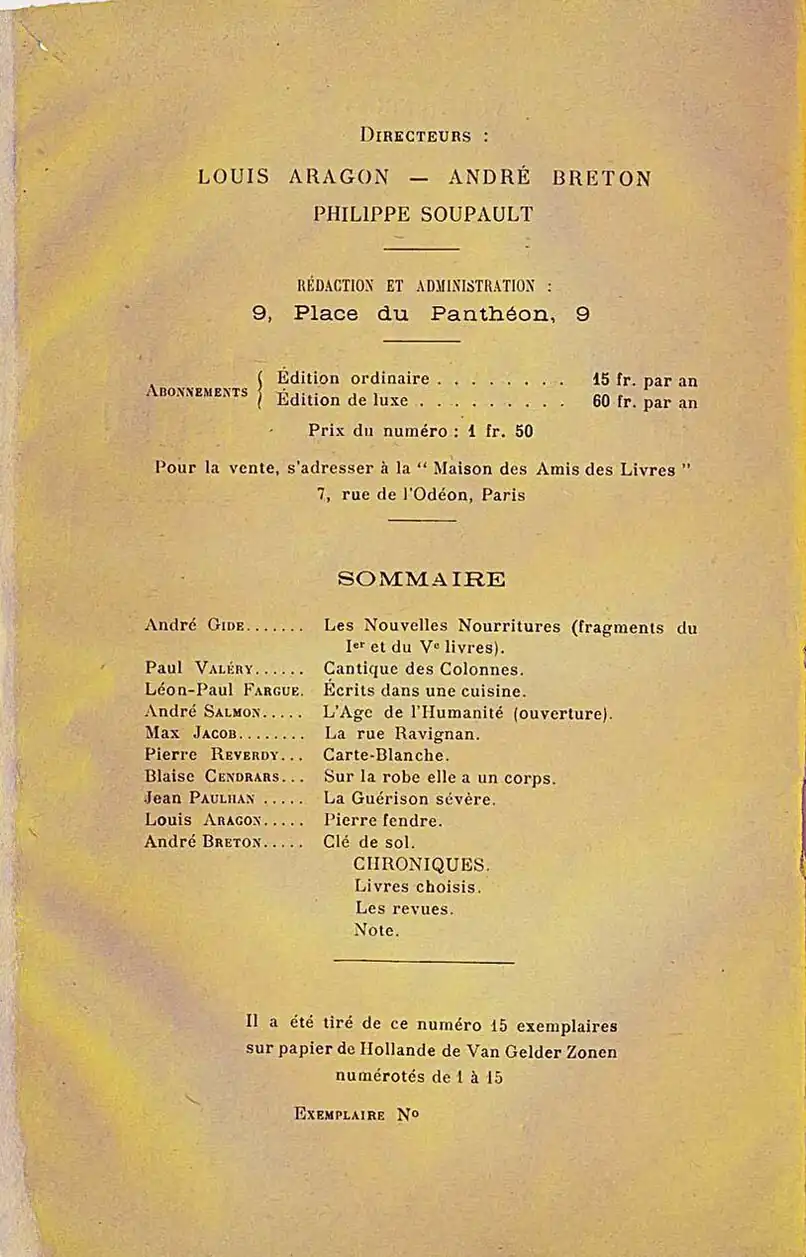 Directeurs :
LOUIS ARAGON — ANDRÉ BRETON
PHILIPPE SOUPAULT
RÉDACTION ET ADMINISTRATION :
9, Place du Panthéon, 9
Abonnements { Édition ordinaire . . . . . . . . 15 fr. par an
Édition de luxe . . . . . . . . . 60 fr. par an
Prix du numéro : 1 fr. 50
Pour la vente, s'adresser à la “ Maison des Amis des Livres ”
7, rue de l'Odéon, Paris
SOMMAIRE
André Gide....... Les Nouvelles Nourritures (fragments du
Ier et du Ve livres).
Paul Valéry...... Cantique des Colonnes.
Léon-Paul Fargue. Écrits dans une cuisine.
André Salmon..... L'Age de l'Humanité (ouverture).
Max Jacob........ La rue Ravignan.
Pierre Reverdy... Carte-Blanche.
Blaise Cendrars... Sur la robe elle a un corps.
Jean Paulhan ..... La Guérison sévère.
Louis Aragon..... Pierre fendre.
André Breton..... Clé de sol.
CHRONIQUES.
Livres choisis.
Les revues.
Note.
Il a été tiré de ce numéro 15 exemplaires
sur papier de Hollande de Van Gelder Zonen
numérotés de 1 à 15
Exemplaire No